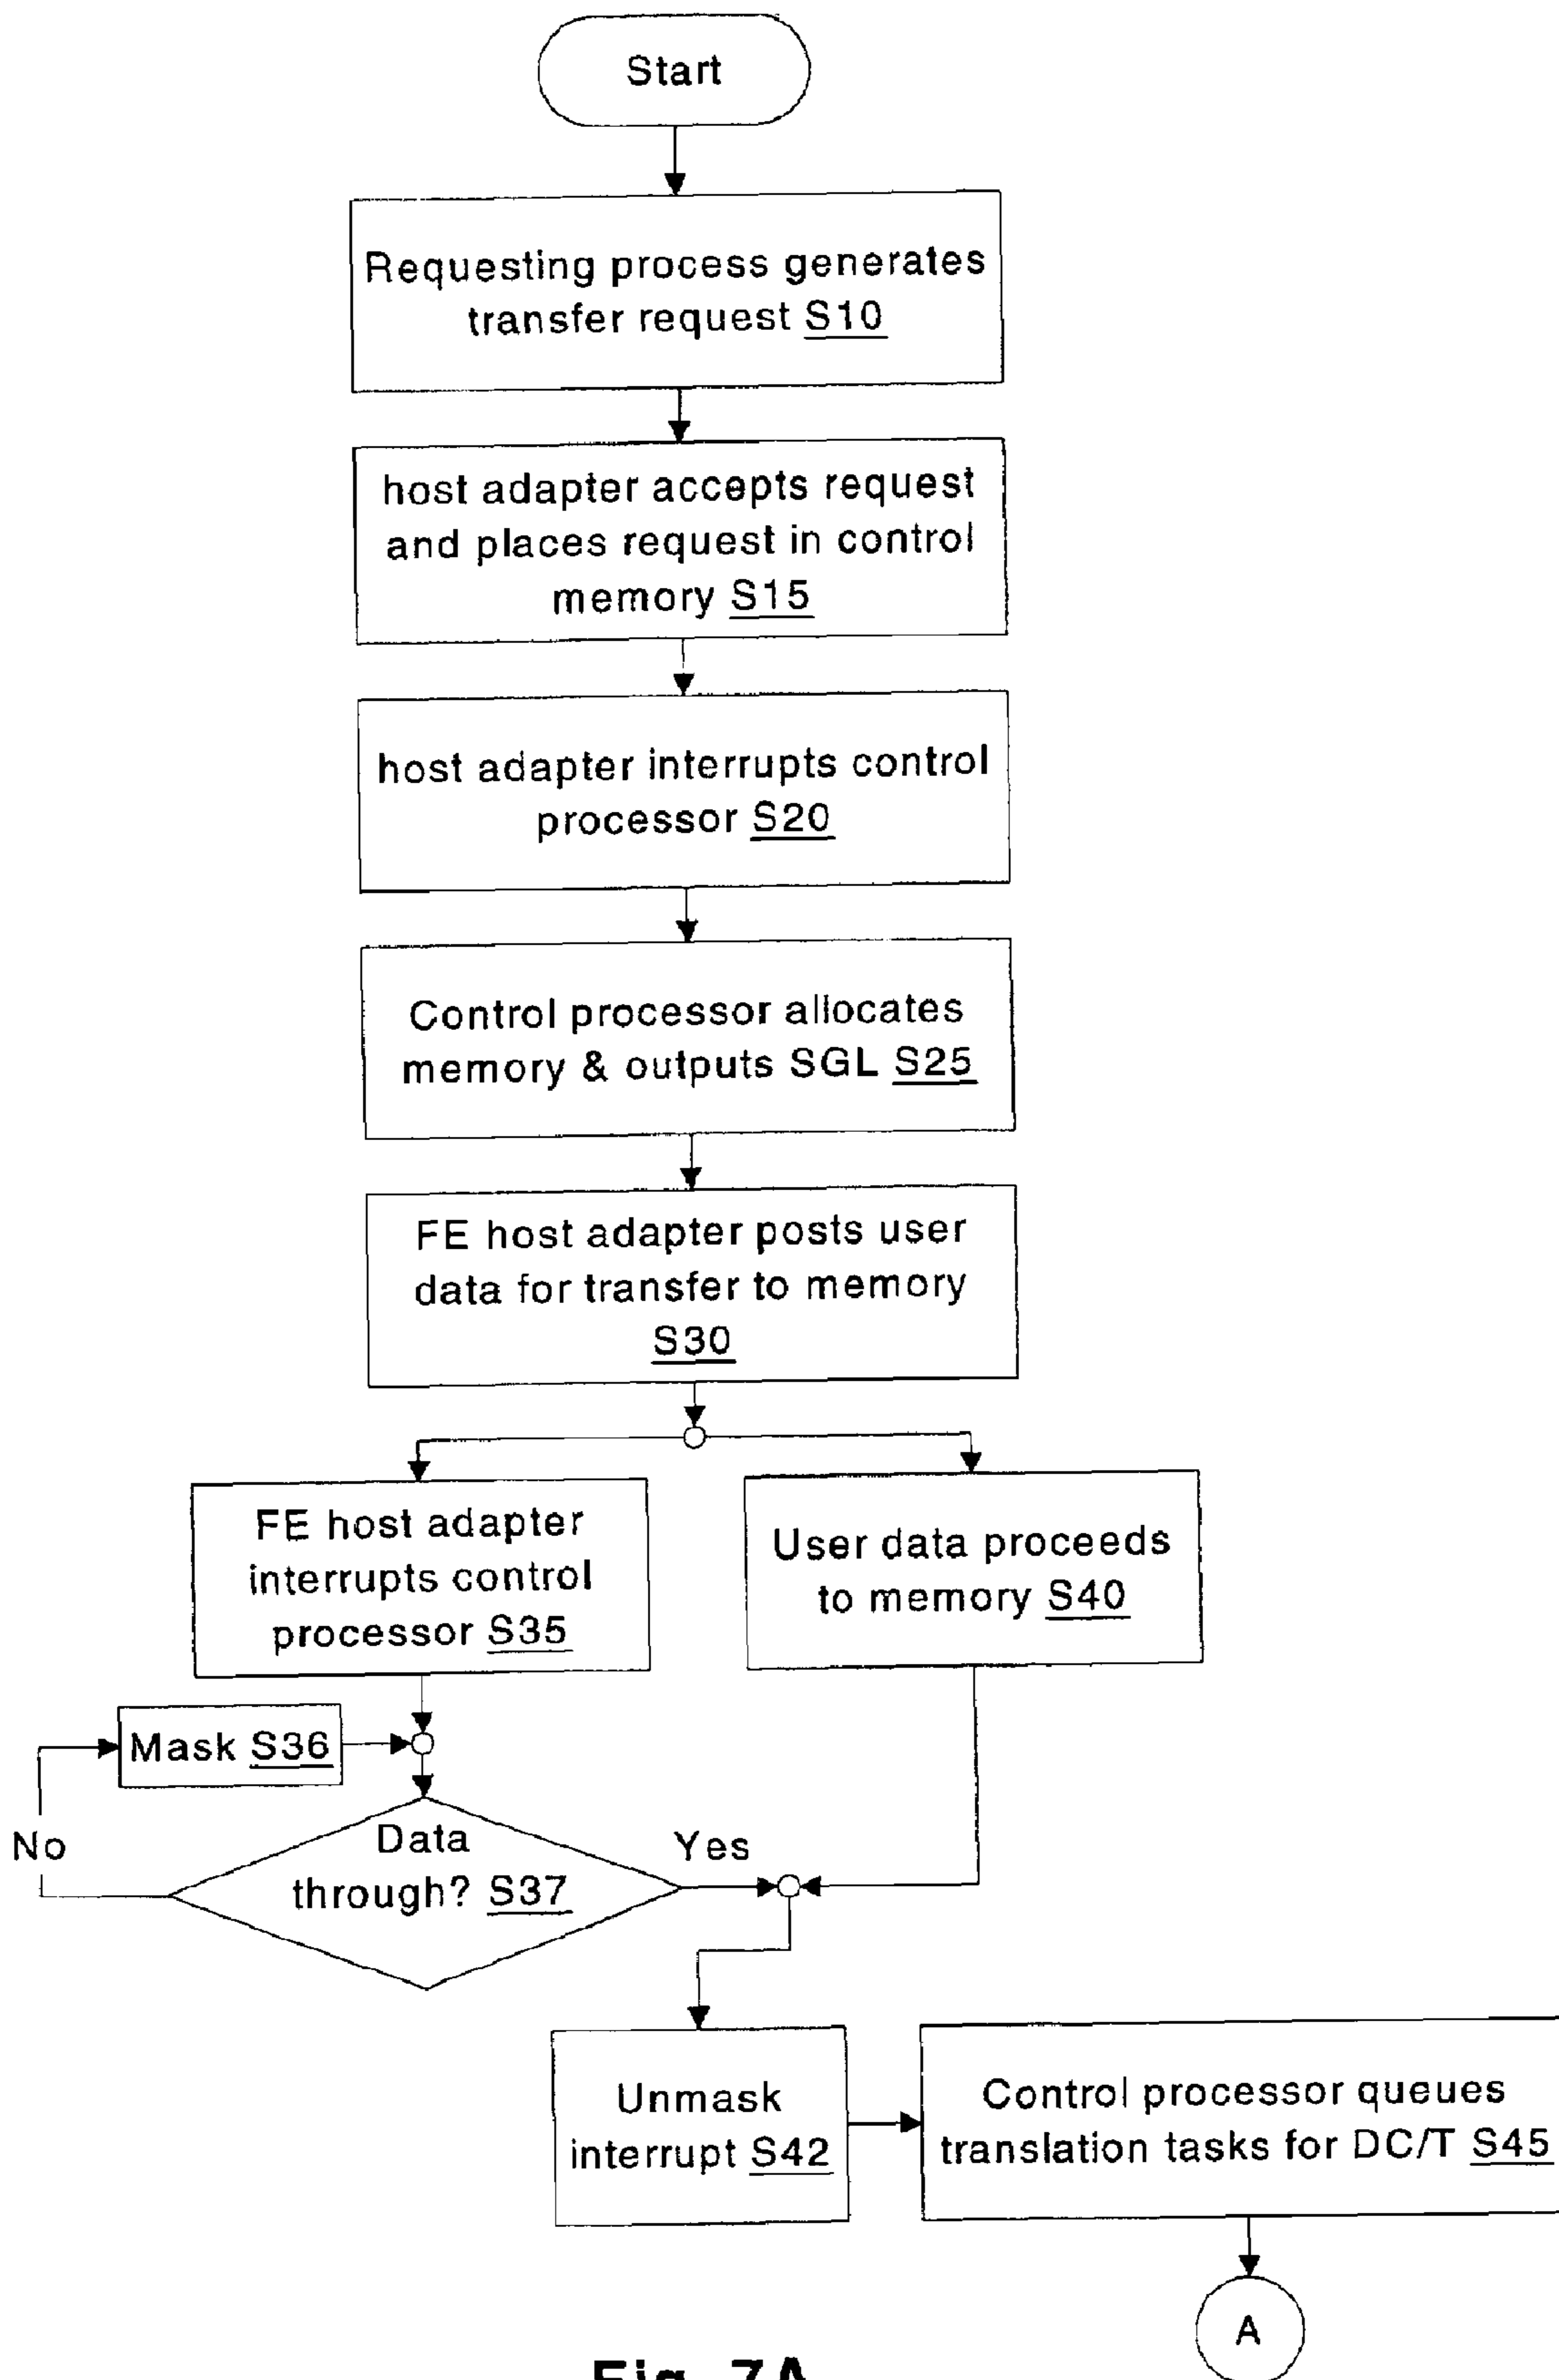 Start
Requesting process generates
transfer request S10
host adapter accepts request
and places request in control
memory S15
host adapter interrupts control
processor S20
Control processor allocates
memory & outputs SGL S25
FE host adapter posts user
data for transfer to memory
S30
FE host adapter
interrupts control
processor S35
User data proceeds
to memory S40
Mask S36
No
Data
through? S37
Yes
Unmask
interrupt S42
Control processor queues
translation tasks for DC/T S45
A
Fig. 7A